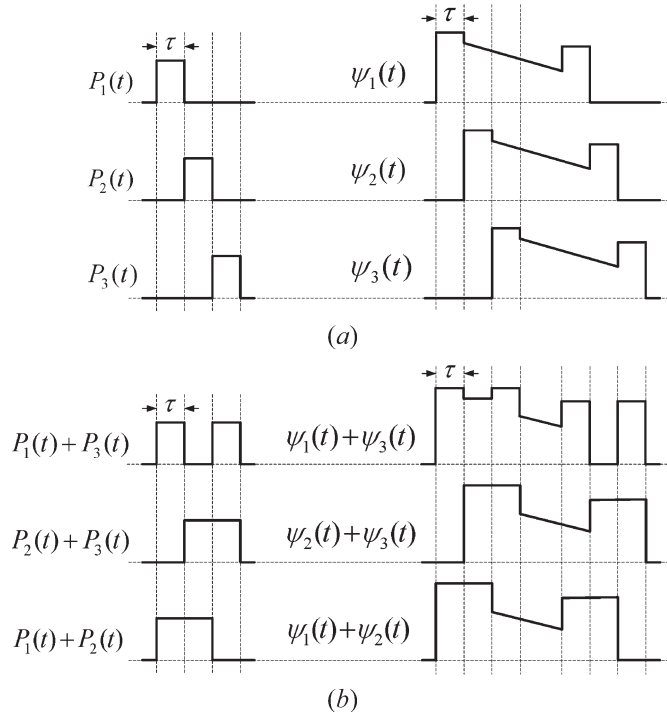 τ τ
P₁(t) ψ₁(t)
P₂(t) ψ₂(t)
P₃(t) ψ₃(t)
(a)
τ τ
P₁(t)+P₃(t) ψ₁(t)+ψ₃(t)
P₂(t)+P₃(t) ψ₂(t)+ψ₃(t)
P₁(t)+P₂(t) ψ₁(t)+ψ₂(t)
(b)